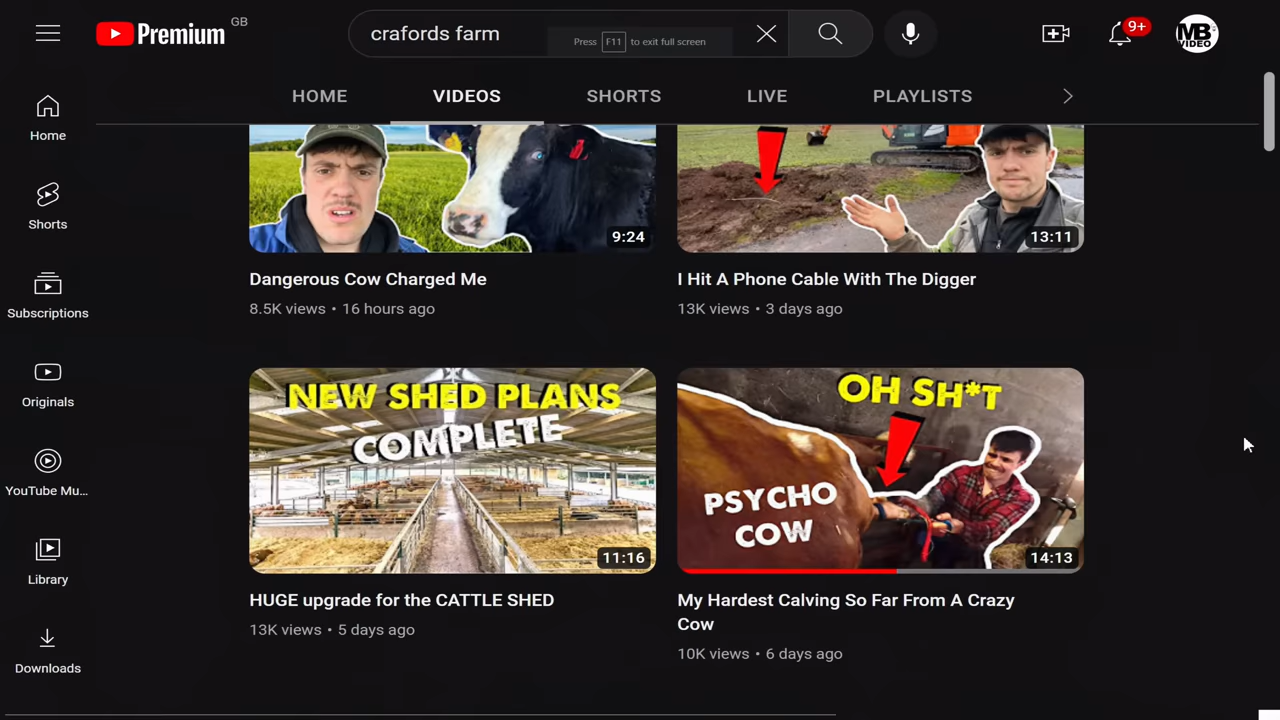 Premium GB
crafords farm
Press F11 to exit full screen
9+
MB
VIDEO
HOME VIDEOS SHORTS LIVE PLAYLISTS
Home
Shorts
Subscriptions
Originals
YouTube Mu...
Library
Downloads
9:24
Dangerous Cow Charged Me
8.5K views • 16 hours ago
13:11
I Hit A Phone Cable With The Digger
13K views • 3 days ago
NEW SHED PLANS
COMPLETE
11:16
HUGE upgrade for the CATTLE SHED
13K views • 5 days ago
OH SH*T
PSYCHO
COW
14:13
My Hardest Calving So Far From A Crazy
Cow
10K views • 6 days ago